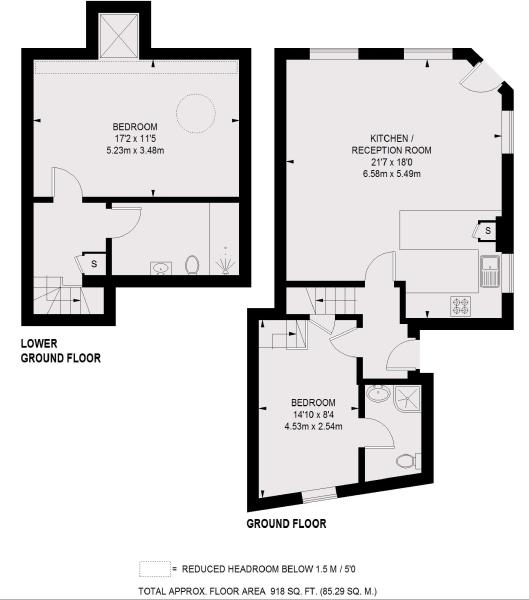 BEDROOM
17'2 x 11'5
5.23m x 3.48m
S
LOWER
GROUND FLOOR
KITCHEN /
RECEPTION ROOM
21'7 x 18'0
6.58m x 5.49m
S
BEDROOM
14'10 x 8'4
4.53m x 2.54m
GROUND FLOOR
= REDUCED HEADROOM BELOW 1.5 M / 5'0
TOTAL APPROX. FLOOR AREA 918 SQ. FT. (85.29 SQ. M.)